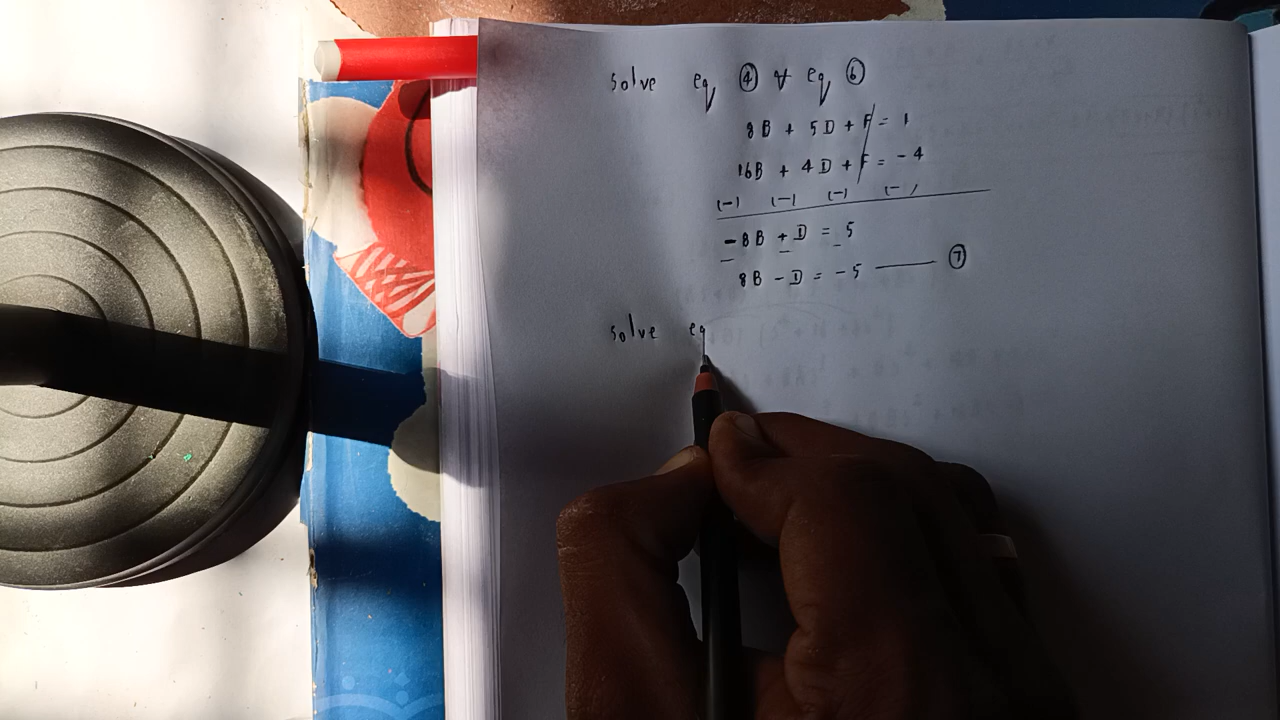 solve eq ④ & eq ⑥
8B + 5D + F = 1
16B + 4D + F = -4
(-) (-) (-) (-)
-8B + D = 5
8B - D = -5 ——— ⑦
solve eq